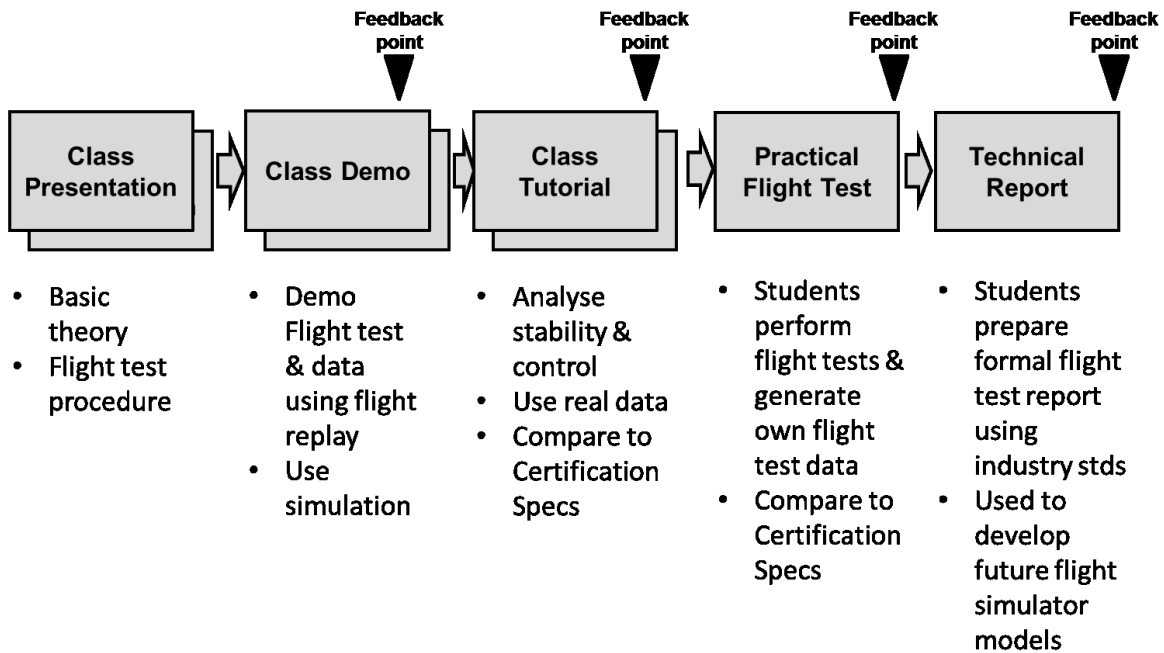 Feedback
point
Feedback
point
Feedback
point
Feedback
point
Class
Presentation
Class Demo
Class
Tutorial
Practical
Flight Test
Technical
Report
• Basic
theory
• Flight test
procedure
• Demo
Flight test
& data
using flight
replay
• Use
simulation
• Analyse
stability &
control
• Use real data
• Compare to
Certification
Specs
• Students
perform
flight tests &
generate
own flight
test data
• Compare to
Certification
Specs
• Students
prepare
formal flight
test report
using
industry stds
• Used to
develop
future flight
simulator
models